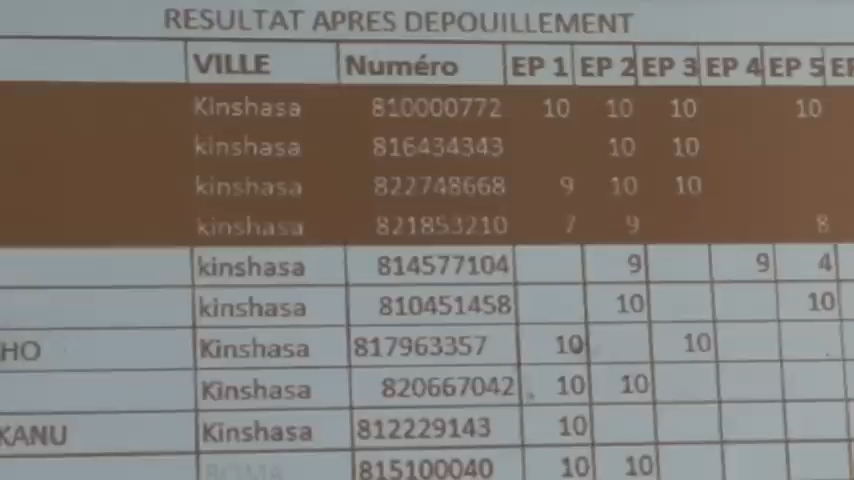 RESULTAT APRES DEPOUILLEMENT
VILLE Numéro EP 1 EP 2 EP 3 EP 4 EP 5
Kinshasa 810000772 10 10 10 10
kinshasa 816434343 10 10
kinshasa 822748668 9 10 10
kinshasa 821853210 7 9 8
kinshasa 814577104 9 9 4
kinshasa 810451458 10 10
HO Kinshasa 817963357 10 10
Kinshasa 820667042 10 10
KANU Kinshasa 812229143 10
BOMA 815100040 10 10